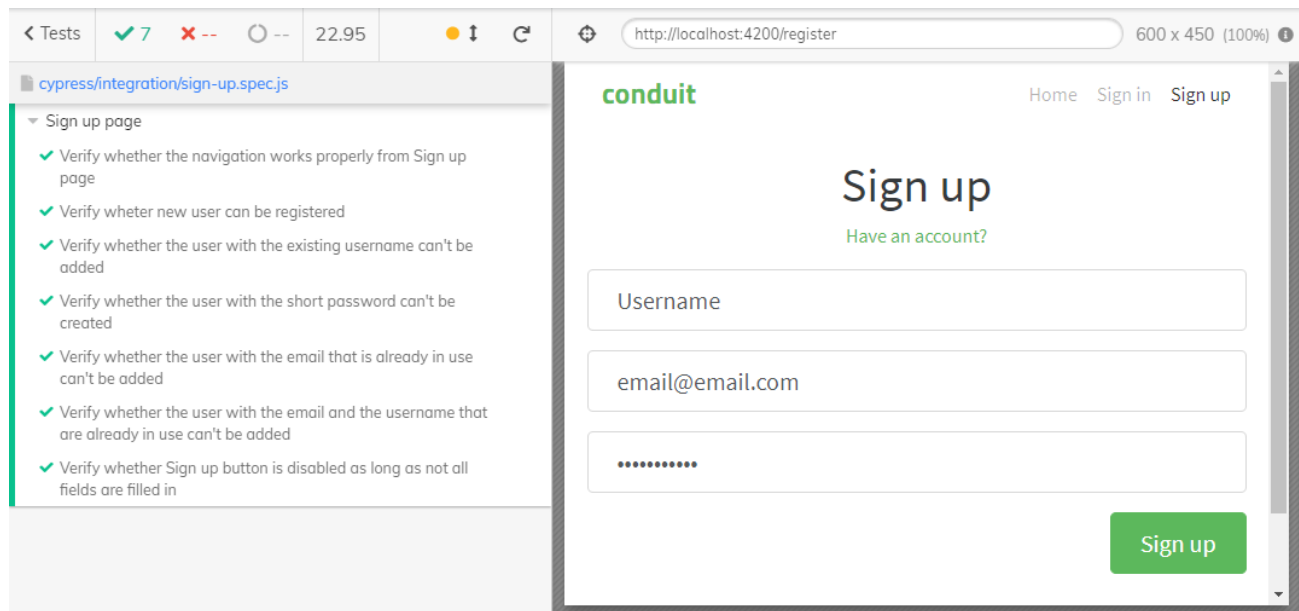 Tests 7 -- -- 22.95
http://localhost:4200/register 600 x 450 (100%)
cypress/integration/sign-up.spec.js
Sign up page
Verify whether the navigation works properly from Sign up
page
Verify wheter new user can be registered
Verify whether the user with the existing username can't be
added
Verify whether the user with the short password can't be
created
Verify whether the user with the email that is already in use
can't be added
Verify whether the user with the email and the username that
are already in use can't be added
Verify whether Sign up button is disabled as long as not all
fields are filled in
conduit
Home Sign in Sign up
Sign up
Have an account?
Username
email@email.com
•••••••••••
Sign up